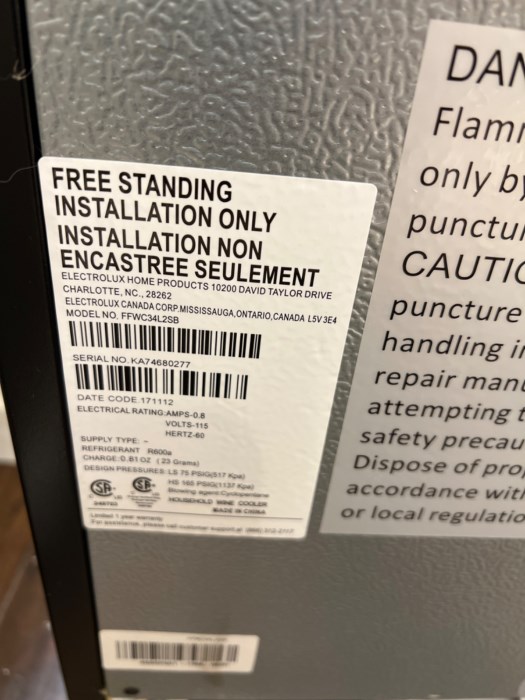 FREE STANDING
INSTALLATION ONLY
INSTALLATION NON
ENCASTREE SEULEMENT
ELECTROLUX HOME PRODUCTS 10200 DAVID TAYLOR DRIVE
CHARLOTTE, NC., 28262
ELECTROLUX CANADA CORP.MISSISSAUGA,ONTARIO,CANADA L5V 3E4
MODEL NO. FFWC34L2SB
SERIAL NO. KA74680277
DATE CODE 171112
ELECTRICAL RATING:AMPS-0.8
VOLTS-115
HERTZ-60
SUPPLY TYPE: -
REFRIGERANT R600a
CHARGE:0.81OZ (23 Grams)
DESIGN PRESSURES: LS 75 PSIG(517 Kpa)
HS 165 PSIG(1137 Kpa)
Blowing agent:Cyclopentane
HOUSEHOLD WINE COOLER
MADE IN CHINA
Limited 1 year warranty
DAN
Flamm
only by
punctu
CAUTIO
puncture
handling in
repair manu
attempting t
safety precau
Dispose of prop
accordance with
or local regulatio